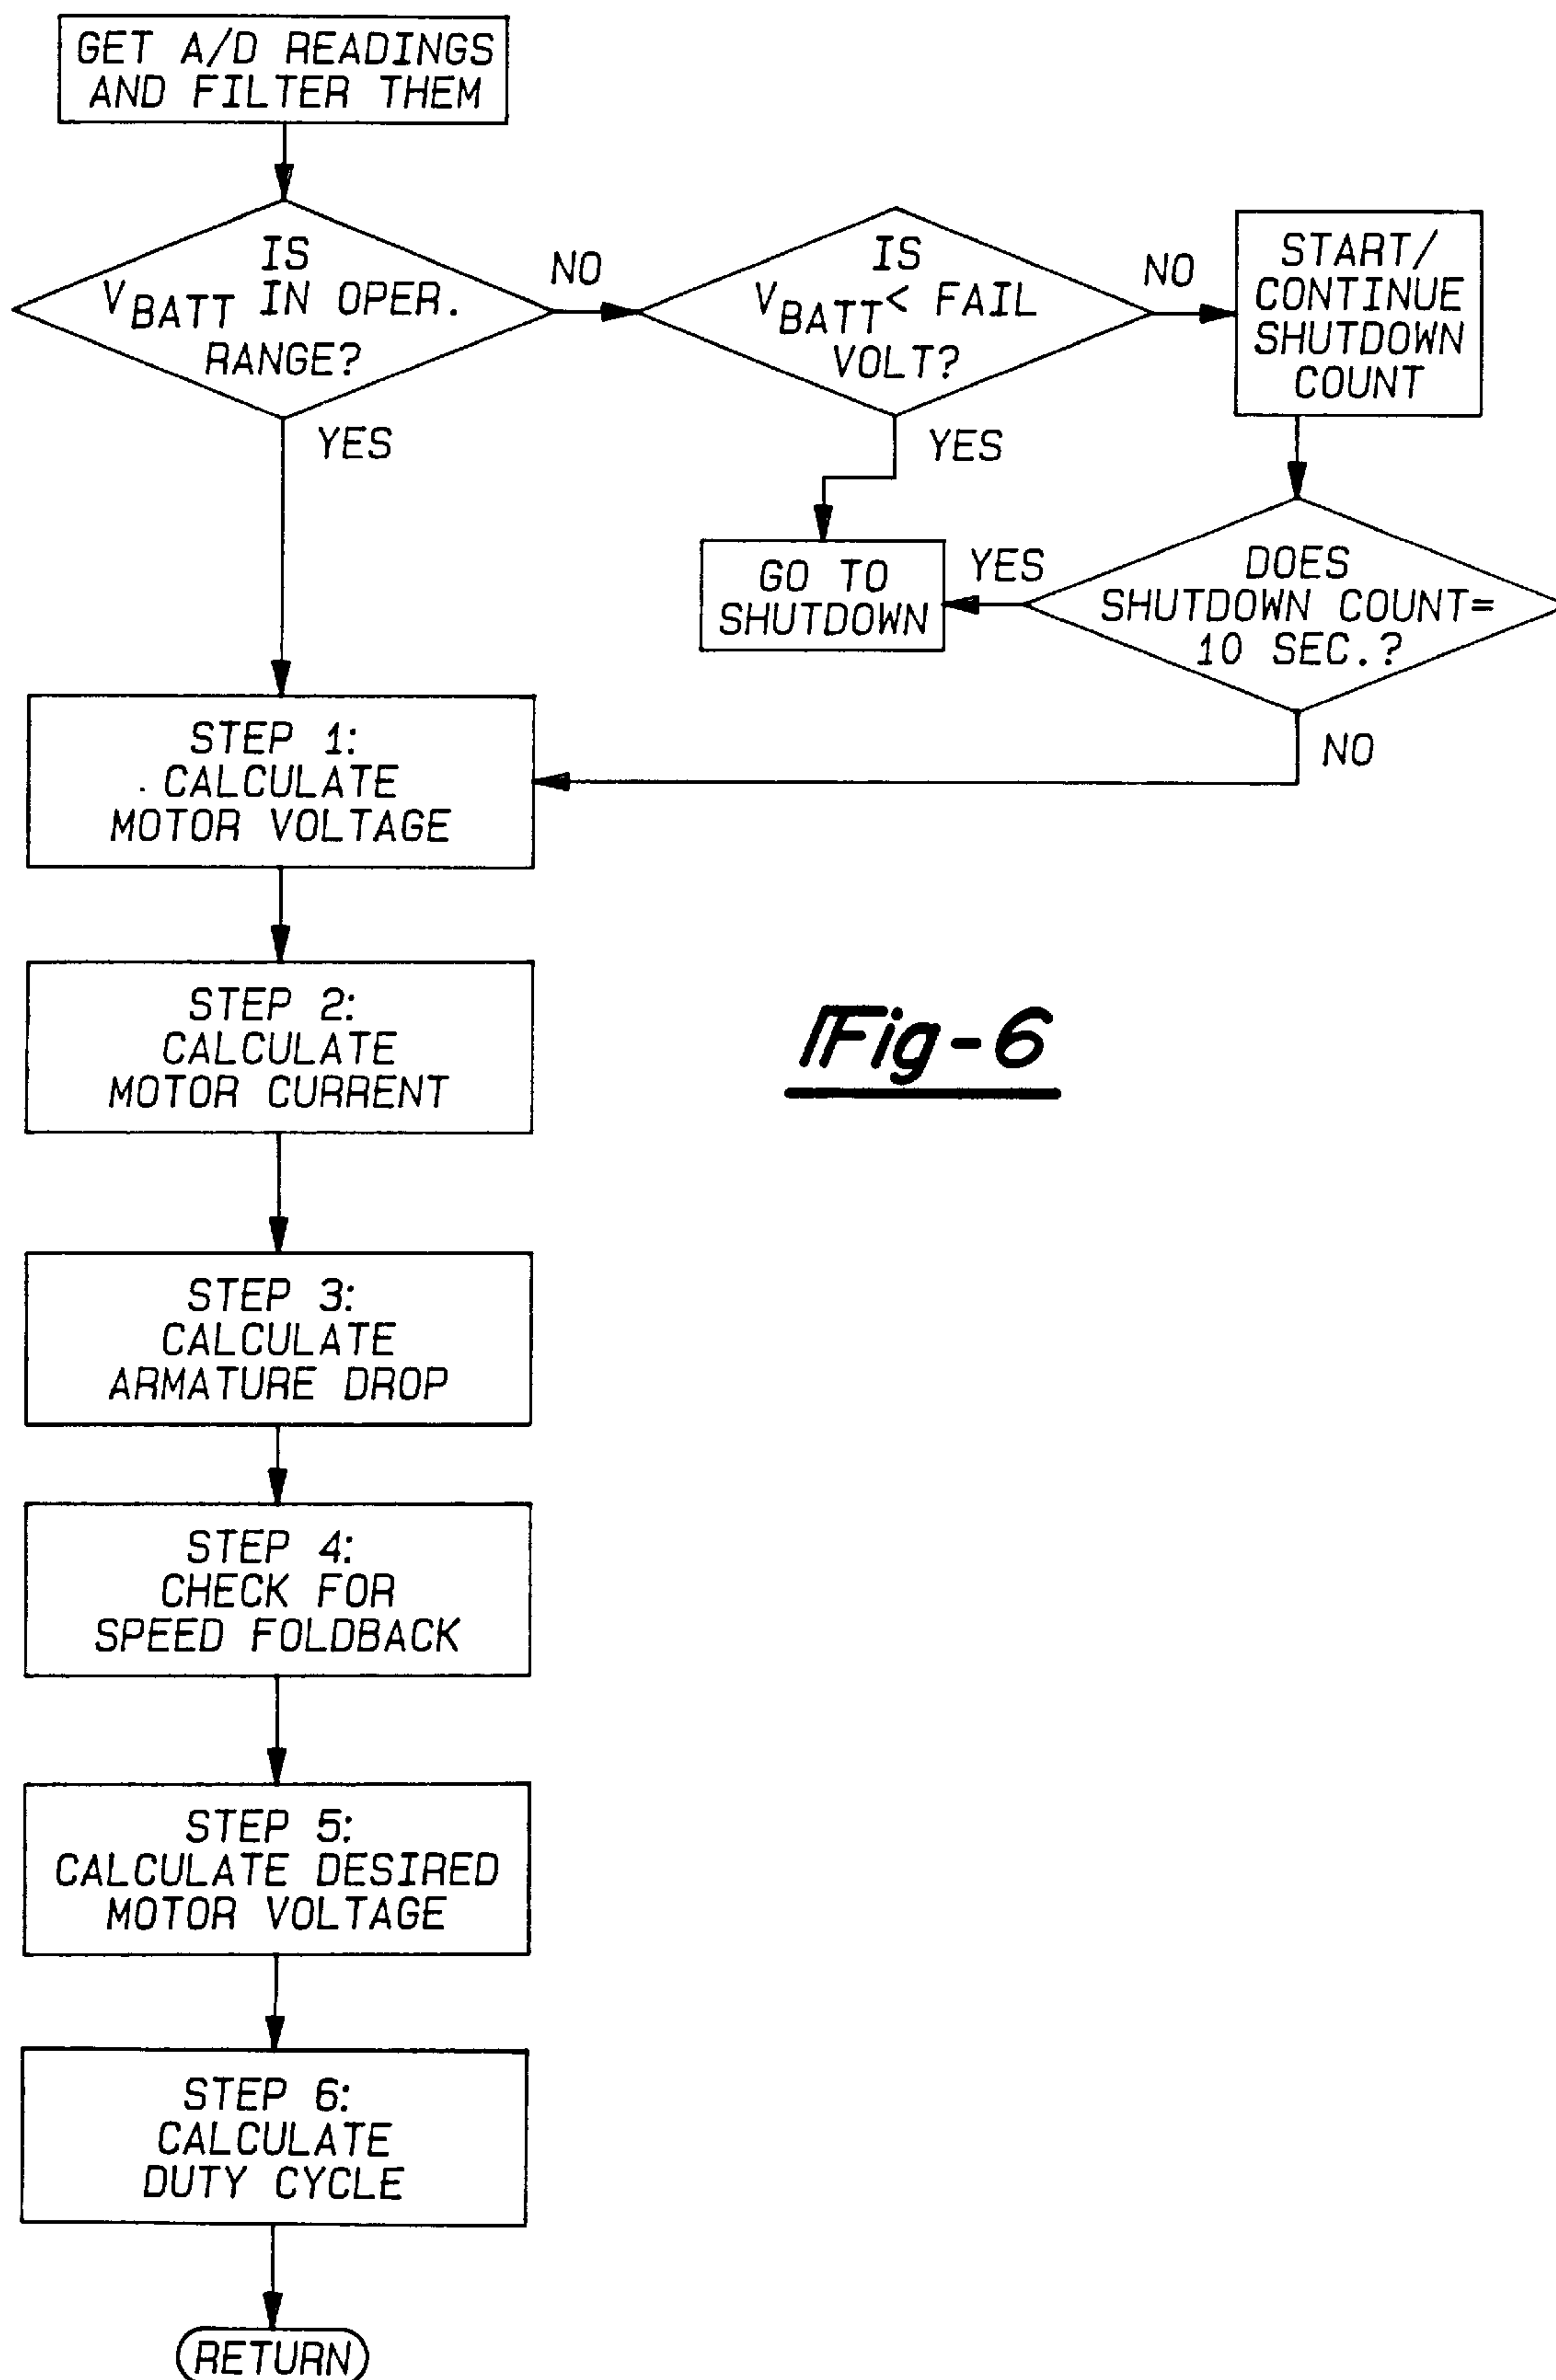 GET A/D READINGS
AND FILTER THEM
IS
VBATT IN OPER.
RANGE?
NO
YES
IS
VBATT< FAIL
VOLT?
NO
YES
START/
CONTINUE
SHUTDOWN
COUNT
GO TO
SHUTDOWN
YES
DOES
SHUTDOWN COUNT=
10 SEC.?
NO
STEP 1:
CALCULATE
MOTOR VOLTAGE
STEP 2:
CALCULATE
MOTOR CURRENT
Fig-6
STEP 3:
CALCULATE
ARMATURE DROP
STEP 4:
CHECK FOR
SPEED FOLDBACK
STEP 5:
CALCULATE DESIRED
MOTOR VOLTAGE
STEP 6:
CALCULATE
DUTY CYCLE
RETURN